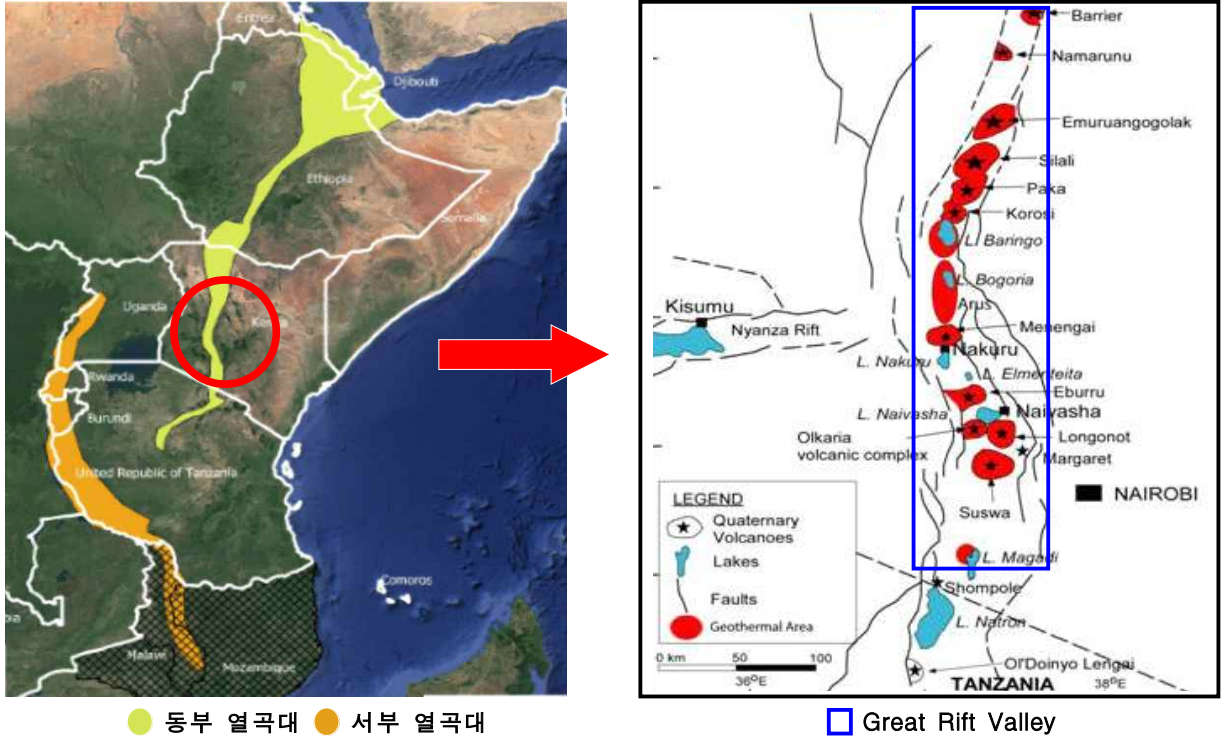 Eritrea
Djibouti
Ethiopia
Somalia
Uganda
Rwanda
Burundi
United Republic of Tanzania
Comoros
Malawi
Mozambique
동부 열곡대
서부 열곡대
Barrier
Namarunu
Emuruangogolak
Silali
Paka
Korosi
L. Baringo
L. Bogoria
Arus
Kisumu
Nyanza Rift
Menengai
Nakuru
L. Nakuru
L. Elmenteita
Eburru
L. Naivasha
Naivasha
Olkaria
volcanic complex
Longonot
Margaret
NAIROBI
Suswa
LEGEND
Quaternary
Volcanoes
Lakes
Faults
Geothermal Area
L. Magadi
Shompole
L. Natron
0 km 50 100
36°E
Ol'Doinyo Lengai
TANZANIA
38°E
Great Rift Valley